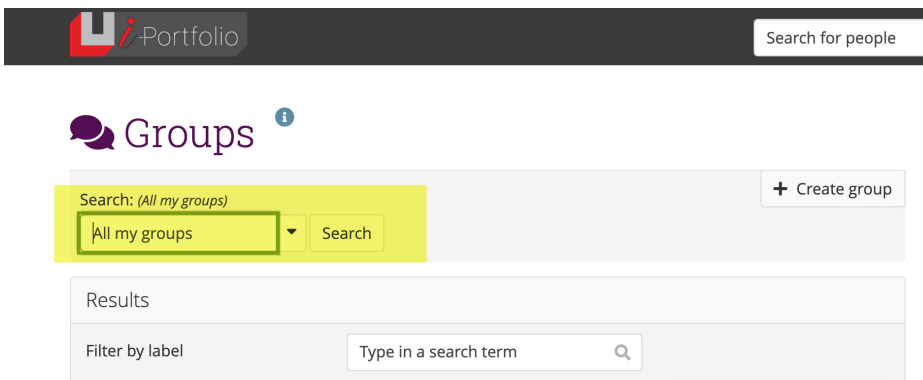 i-Portfolio
Search for people
Groups
Create group
Search: (All my groups)
All my groups
Search
Results
Filter by label
Type in a search term